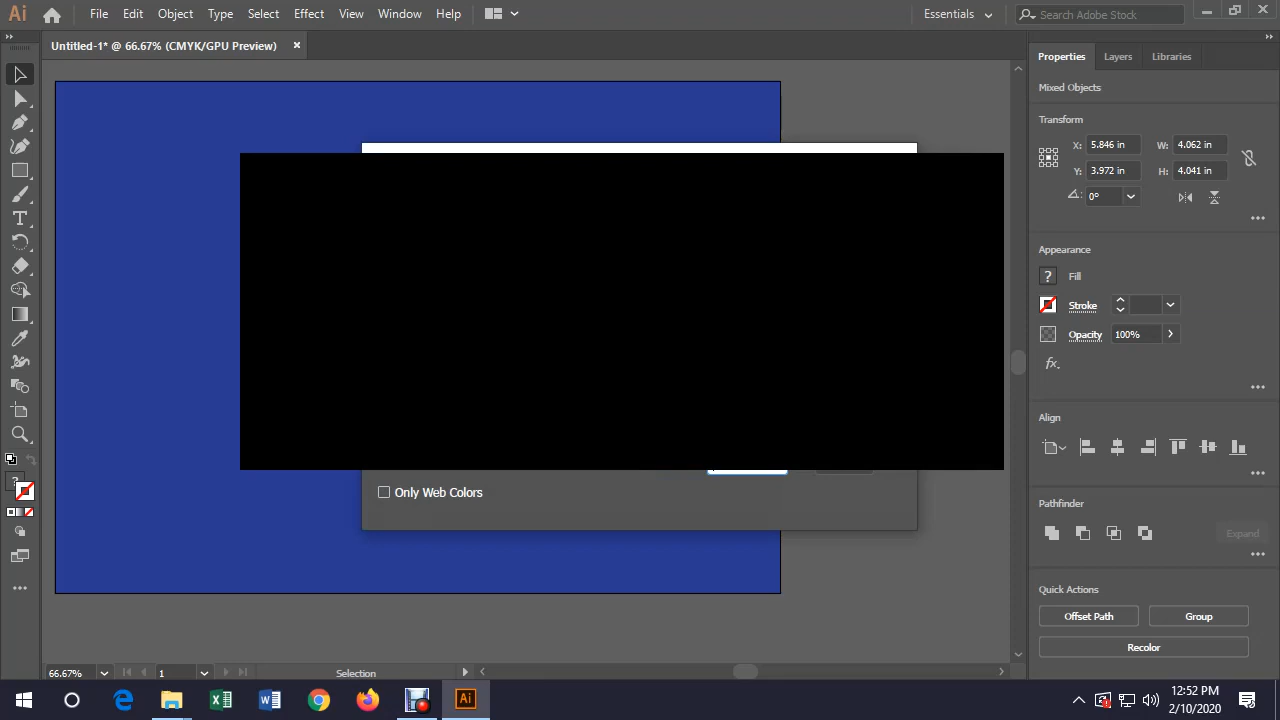 Ai File Edit Object Type Select Effect View Window Help Essentials Search Adobe Stock
Untitled-1* @ 66.67% (CMYK/GPU Preview) ×
Properties Layers Libraries
Mixed Objects
Transform
X: 5.846 in W: 4.062 in
Y: 3.972 in H: 4.041 in
0°
Appearance
? Fill
Stroke
Opacity 100%
fx.
Align
Only Web Colors
?
Pathfinder
Expand
Quick Actions
Offset Path Group
Recolor
66.67% 1 Selection
Ai
12:52 PM
2/10/2020